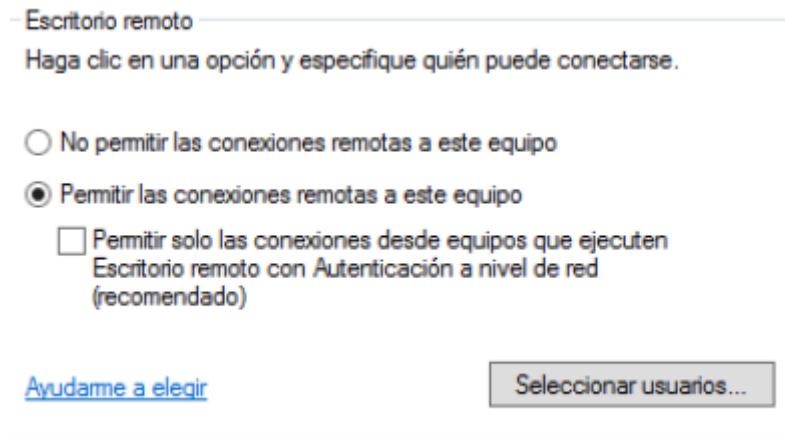 Escritorio remoto
Haga clic en una opción y especifique quién puede conectarse.
No permitir las conexiones remotas a este equipo
Permitir las conexiones remotas a este equipo
Permitir solo las conexiones desde equipos que ejecuten
Escritorio remoto con Autenticación a nivel de red
(recomendado)
Ayudarme a elegir
Seleccionar usuarios...